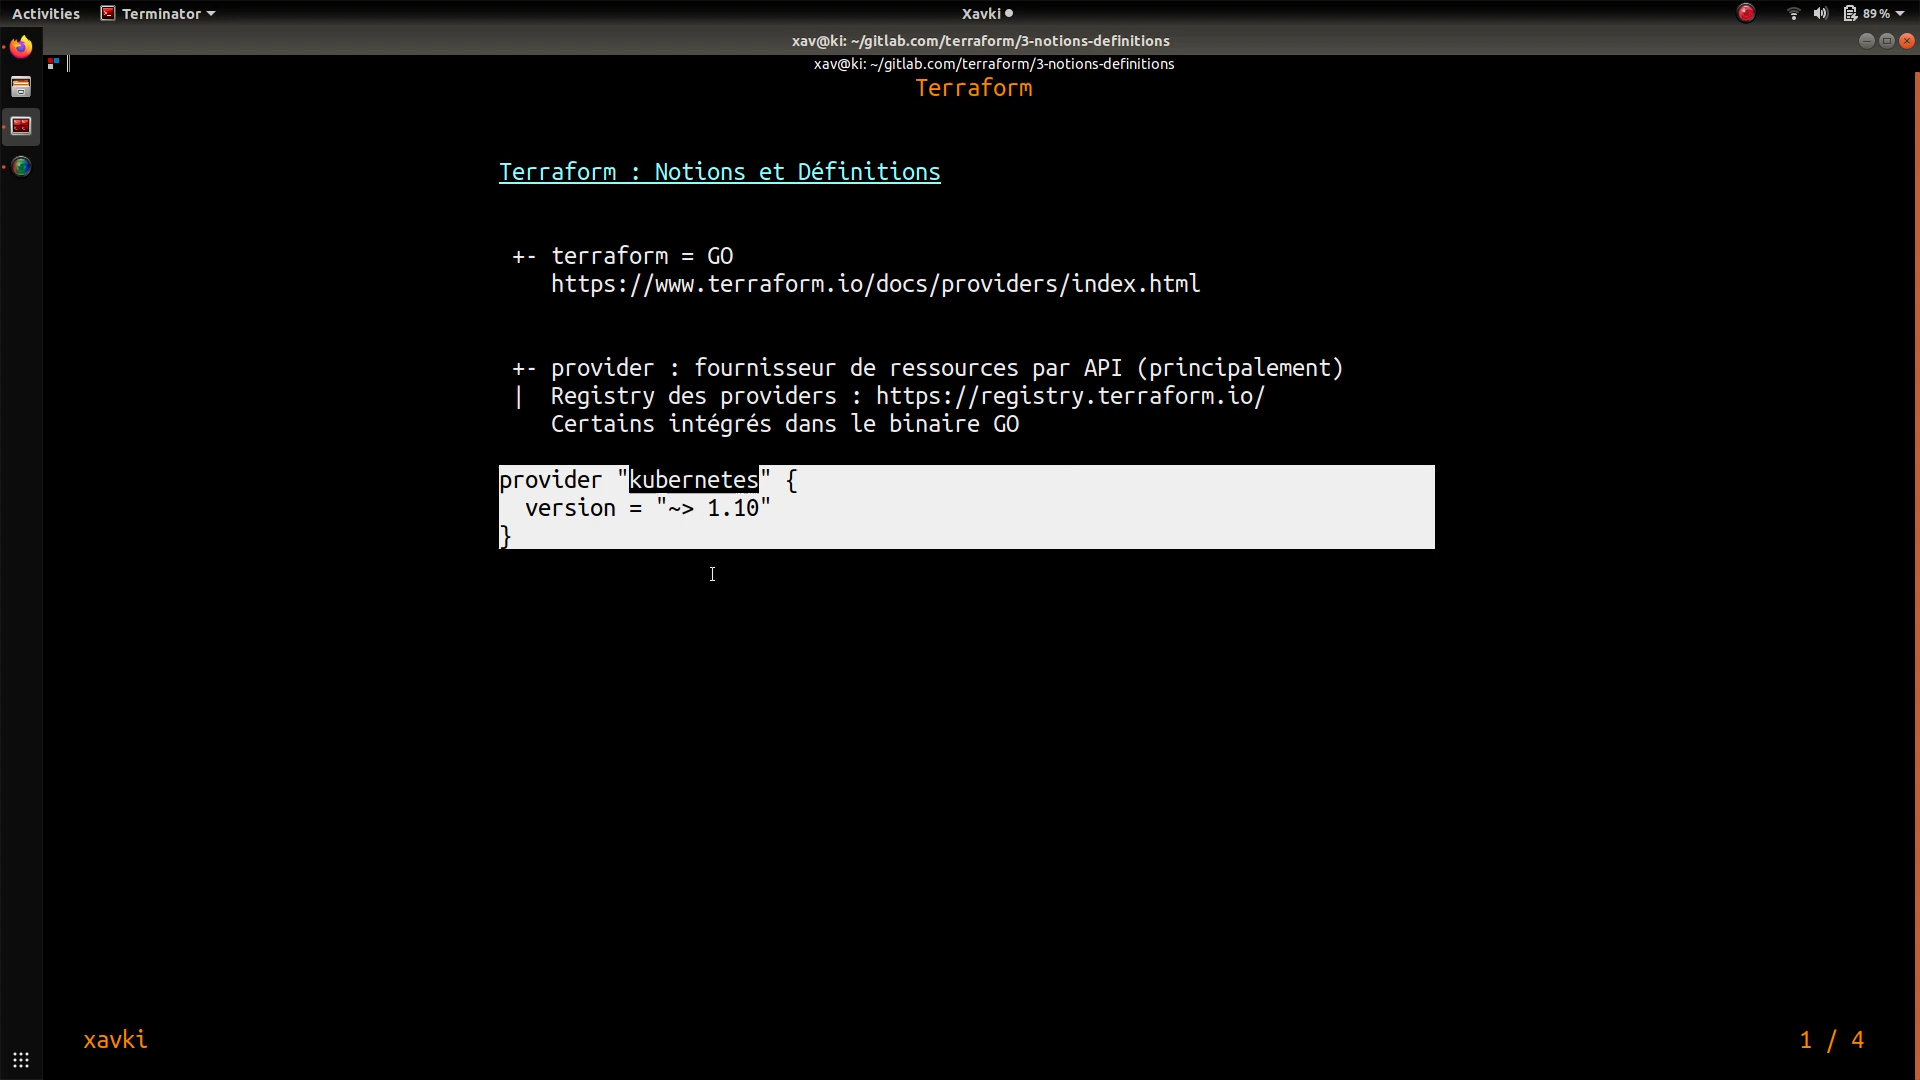 Activities
Terminator
Xavki
89 %
xav@ki: ~/gitlab.com/terraform/3-notions-definitions
xav@ki: ~/gitlab.com/terraform/3-notions-definitions
Terraform
Terraform : Notions et Définitions
+- terraform = GO
https://www.terraform.io/docs/providers/index.html
+- provider : fournisseur de ressources par API (principalement)
| Registry des providers : https://registry.terraform.io/
Certains intégrés dans le binaire GO
provider "kubernetes" {
version = "~> 1.10"
}
xavki
1 / 4